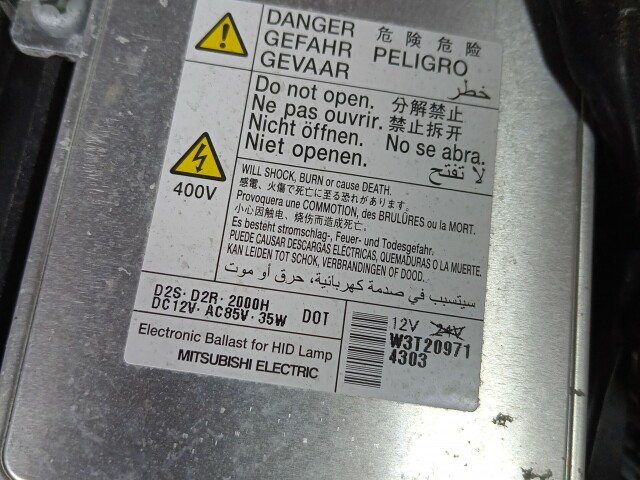 DANGER 危険 危险
GEFAHR PELIGRO
GEVAAR خطر
Do not open. 分解禁止
Ne pas ouvrir. 禁止拆开
Nicht öffnen. No se abra.
Niet openen. لا تفتح
400V
WILL SHOCK, BURN or cause DEATH.
感電、火傷で死亡に至る恐れがあります。
Provoquera une COMMOTION, des BRULÛRES ou la MORT.
小心因触电、烧伤而造成死亡。
Es besteht stromschlag-, Feuer- und Todesgefahr.
PUEDE CAUSAR DESCARGAS ELÉCTRICAS, QUEMADURAS O LA MUERTE.
KAN LEIDEN TOT SCHOK, VERBRANDINGEN OF DOOD.
سيتسبب في صدمة كهربائية، حرق أو موت
D2S·D2R·2000H
DC12V·AC85V·35W DOT
Electronic Ballast for HID Lamp
MITSUBISHI ELECTRIC
12V 24V
W3T20971
4303